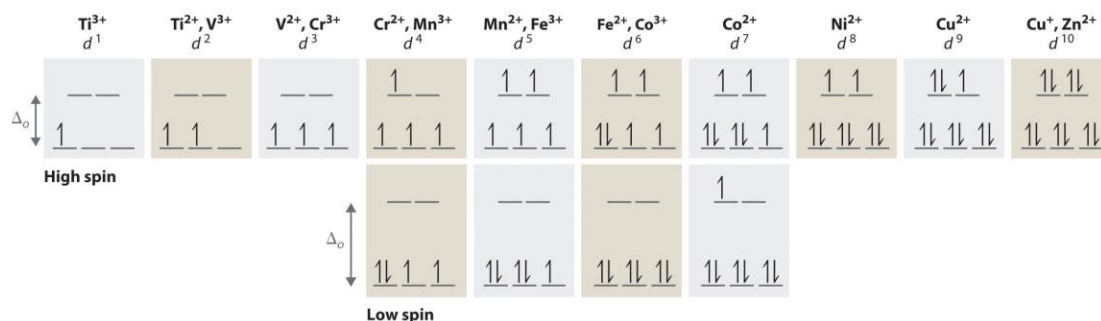 Ti³⁺ Ti²⁺, V³⁺ V²⁺, Cr³⁺ Cr²⁺, Mn³⁺ Mn²⁺, Fe³⁺ Fe²⁺, Co³⁺ Co²⁺ Ni²⁺ Cu²⁺ Cu⁺, Zn²⁺
d¹ d² d³ d⁴ d⁵ d⁶ d⁷ d⁸ d⁹ d¹⁰
Δₒ
High spin
Δₒ
Low spin